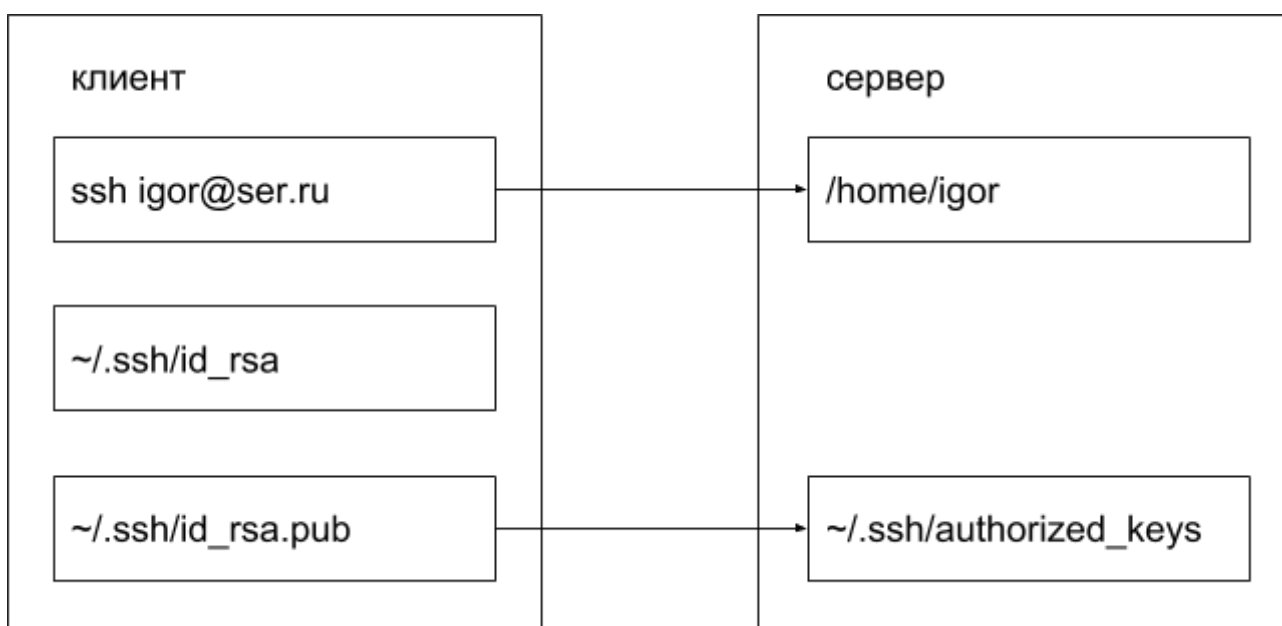 клиент
ssh igor@ser.ru
~/.ssh/id_rsa
~/.ssh/id_rsa.pub
сервер
/home/igor
~/.ssh/authorized_keys